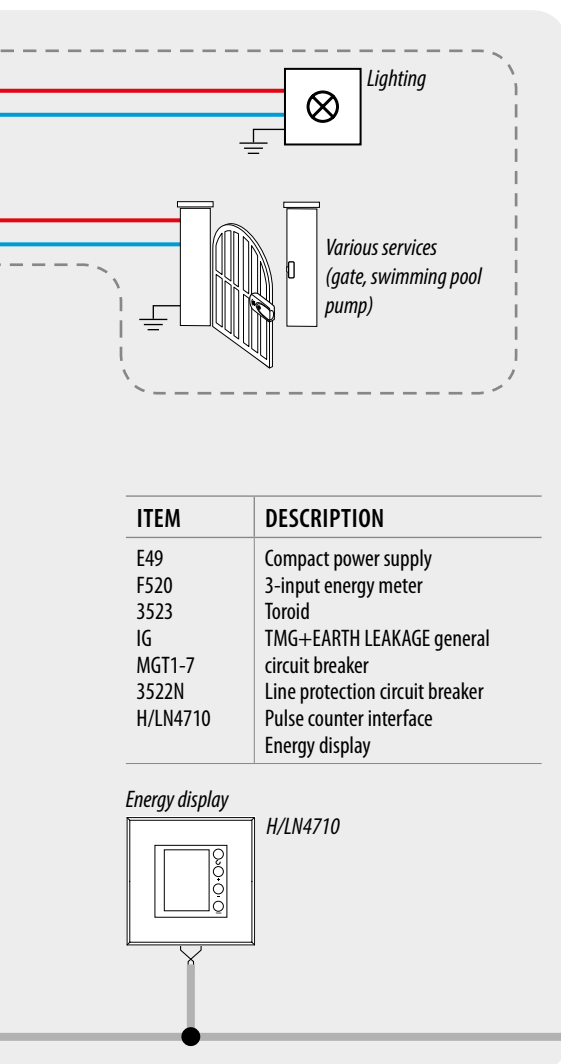 Lighting
Various services
(gate, swimming pool
pump)
ITEM DESCRIPTION
E49 Compact power supply
F520 3-input energy meter
3523 Toroid
IG TMG+EARTH LEAKAGE general
MGT1-7 circuit breaker
3522N Line protection circuit breaker
H/LN4710 Pulse counter interface
Energy display
Energy display
H/LN4710